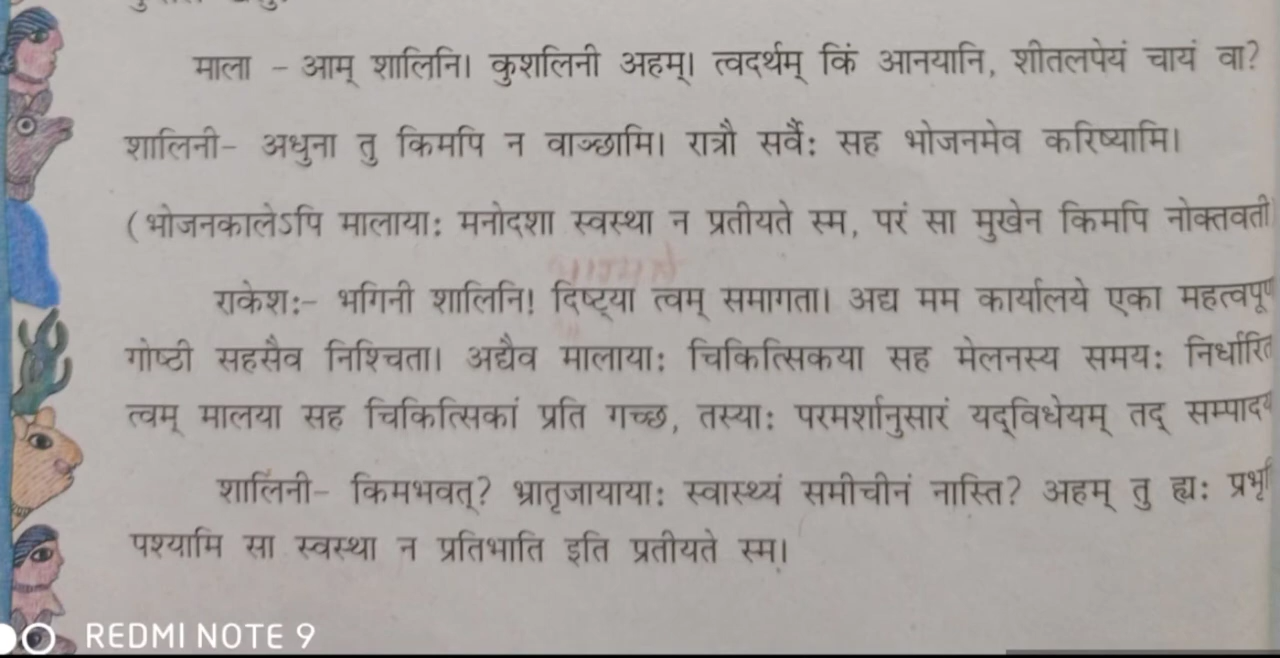 माला - आम् शालिनि। कुशलिनी अहम्। त्वदर्थम् किं आनयानि, शीतलपेयं चायं वा?
शालिनी- अधुना तु किमपि न वाञ्छामि। रात्रौ सर्वैः सह भोजनमेव करिष्यामि।
(भोजनकालेऽपि मालायाः मनोदशा स्वस्था न प्रतीयते स्म, परं सा मुखेन किमपि नोक्तवती
राकेशः- भगिनी शालिनि! दिष्ट्या त्वम् समागता। अद्य मम कार्यालये एका
गोष्ठी सहसैव निश्चिता। अद्यैव मालायाः चिकित्सिकया सह मेलनस्य समयः
त्वम् मालया सह चिकित्सिकां प्रति गच्छ, तस्याः परमर्शानुसारं यद्विधेयम् तद्
शालिनी- किमभवत्? भ्रातृजायायाः स्वास्थ्यं समीचीनं नास्ति? अहम् तु ह्यः
पश्यामि सा स्वस्था न प्रतिभाति इति प्रतीयते स्म।
REDMI NOTE 9